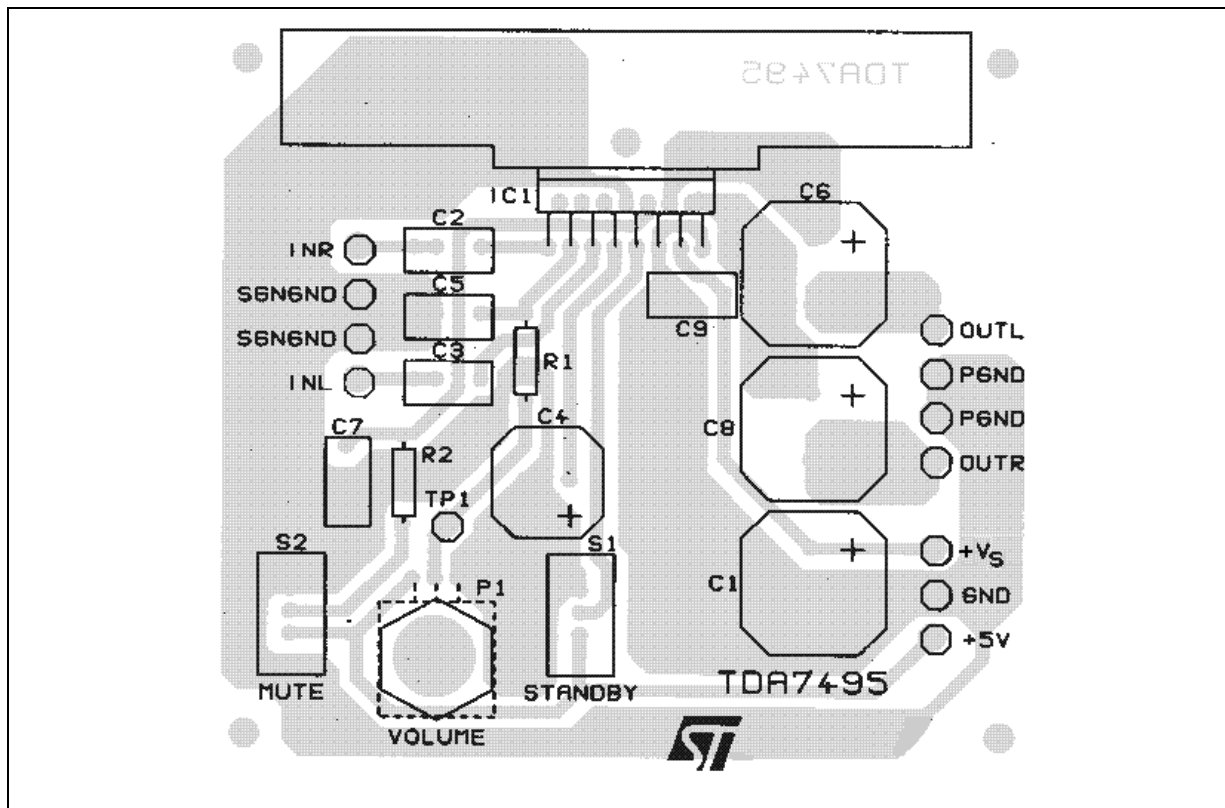 TDA7495
IC1
C6
C2
INR
C5
SGNGND
C9
OUTL
SGNGND
C3
R1
PGND
INL
C4
PGND
C7
C8
R2
OUTR
TP1
S2
S1
+VS
P1
C1
GND
+5V
MUTE
STANDBY
TDA7495
VOLUME
ST